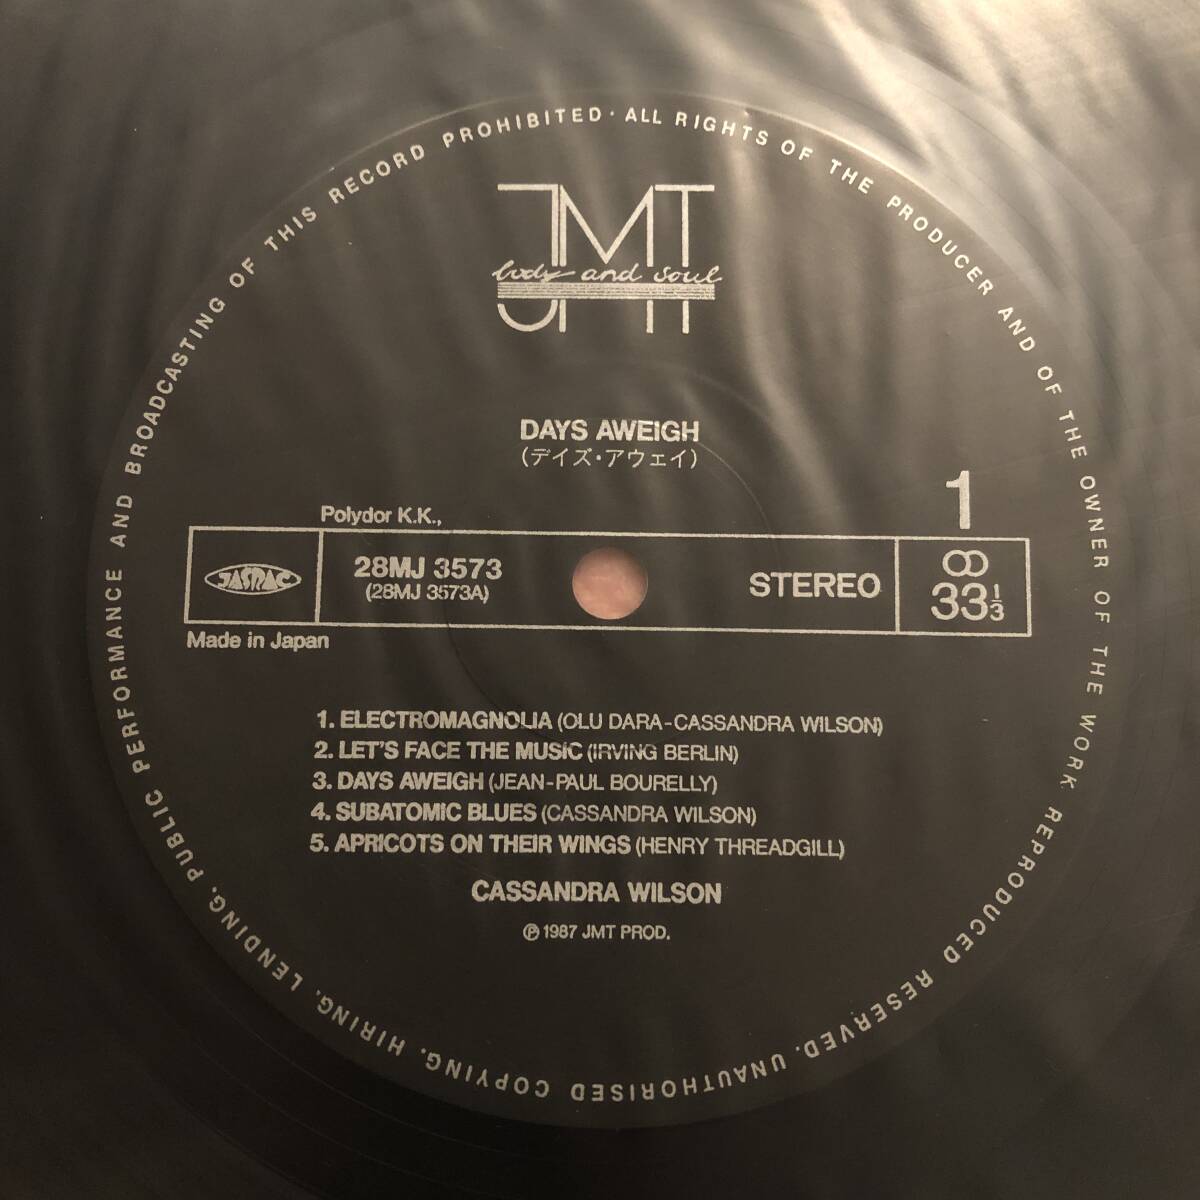 ALL RIGHTS OF THE PRODUCER AND OF THE OWNER OF THE WORK REPRODUCED RESERVED. UNAUTHORISED COPYING, HIRING, LENDING, PUBLIC PERFORMANCE AND BROADCASTING OF THIS RECORD PROHIBITED ·
JMT
body and soul
DAYS AWEIGH
(デイズ・アウェイ)
1
Polydor K.K.,
JASRAC
28MJ 3573
(28MJ 3573A)
STEREO
33 1/3
Made in Japan
1. ELECTROMAGNOLIA (OLU DARA-CASSANDRA WILSON)
2. LET'S FACE THE MUSIC (IRVING BERLIN)
3. DAYS AWEIGH (JEAN-PAUL BOURELLY)
4. SUBATOMIC BLUES (CASSANDRA WILSON)
5. APRICOTS ON THEIR WINGS (HENRY THREADGILL)
CASSANDRA WILSON
℗ 1987 JMT PROD.